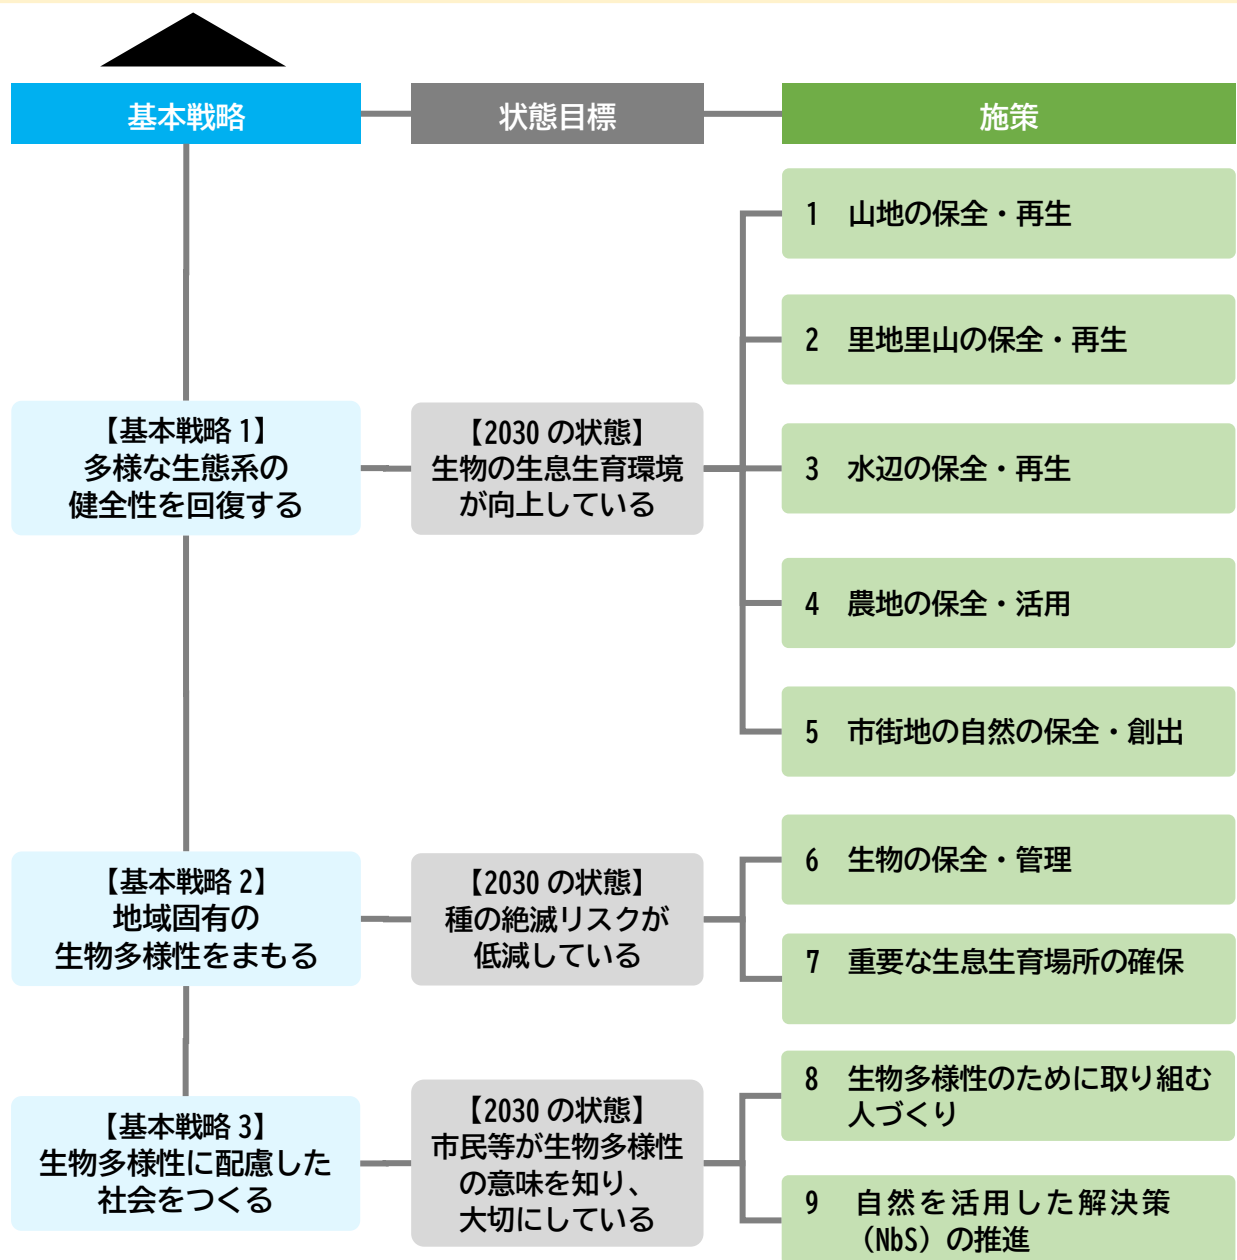 基本戦略
状態目標
施策
【基本戦略 1】
多様な生態系の
健全性を回復する
【2030 の状態】
生物の生息生育環境
が向上している
1 山地の保全・再生
2 里地里山の保全・再生
3 水辺の保全・再生
4 農地の保全・活用
5 市街地の自然の保全・創出
【基本戦略 2】
地域固有の
生物多様性をまもる
【2030 の状態】
種の絶滅リスクが
低減している
6 生物の保全・管理
7 重要な生息生育場所の確保
【基本戦略 3】
生物多様性に配慮した
社会をつくる
【2030 の状態】
市民等が生物多様性
の意味を知り、
大切にしている
8 生物多様性のために取り組む
人づくり
9 自然を活用した解決策
（NbS）の推進